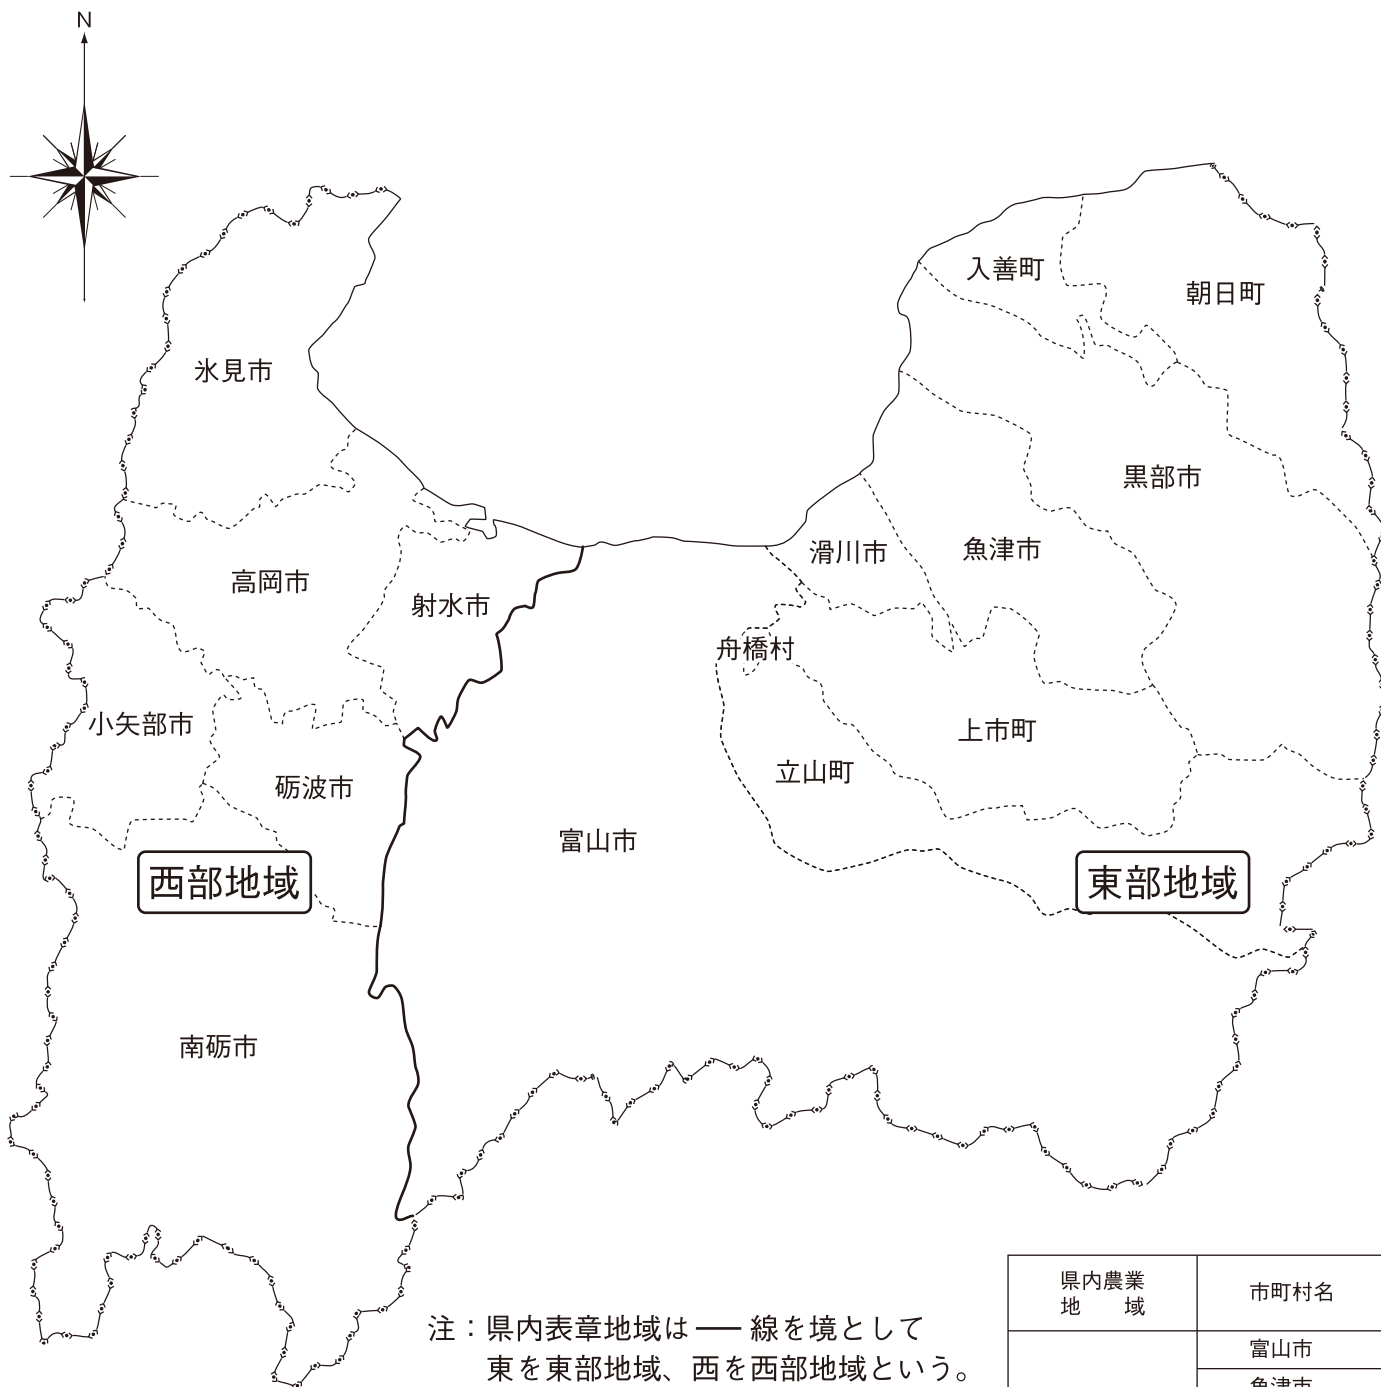 N
入善町
朝日町
氷見市
黒部市
滑川市
魚津市
高岡市
射水市
舟橋村
小矢部市
上市町
砺波市
立山町
富山市
西部地域
東部地域
南砺市
県内農業
地 域
市町村名
注：県内表章地域は ── 線を境として
東を東部地域、西を西部地域という。
富山市
魚津市